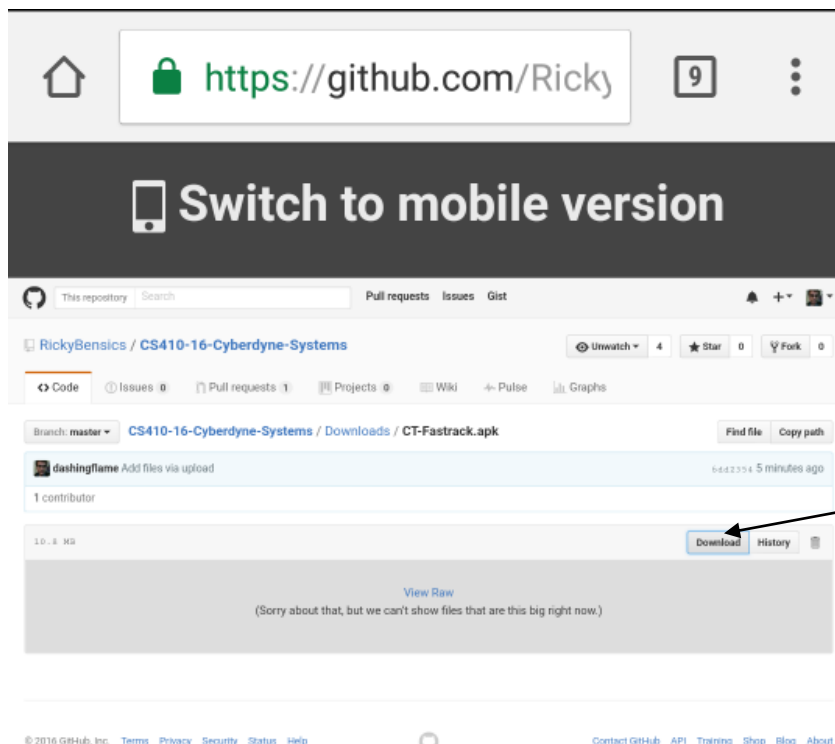 https://github.com/Ricky 9
Switch to mobile version
This repository Search Pull requests Issues Gist
RickyBensics / CS410-16-Cyberdyne-Systems Unwatch 4 Star 0 Fork 0
Code Issues 0 Pull requests 1 Projects 0 Wiki Pulse Graphs
Branch: master CS410-16-Cyberdyne-Systems / Downloads / CT-Fastrack.apk Find file Copy path
dashingflame Add files via upload 6dd2354 5 minutes ago
1 contributor
10.8 MB Download History
View Raw
(Sorry about that, but we can't show files that are this big right now.)
© 2016 GitHub, Inc. Terms Privacy Security Status Help Contact GitHub API Training Shop Blog About